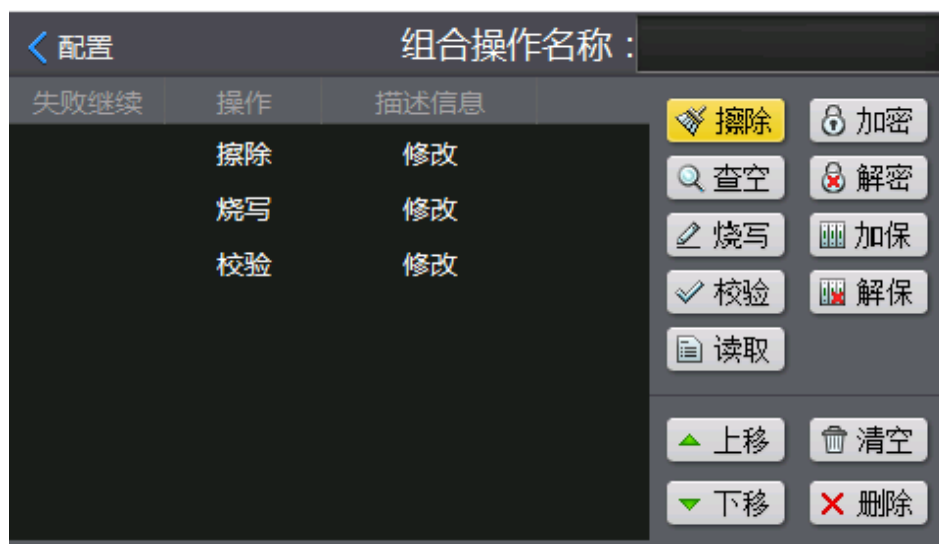 配置 组合操作名称：
失败继续 操作 描述信息
擦除 修改
烧写 修改
校验 修改
擦除 加密
查空 解密
烧写 加保
校验 解保
读取
上移 清空
下移 删除